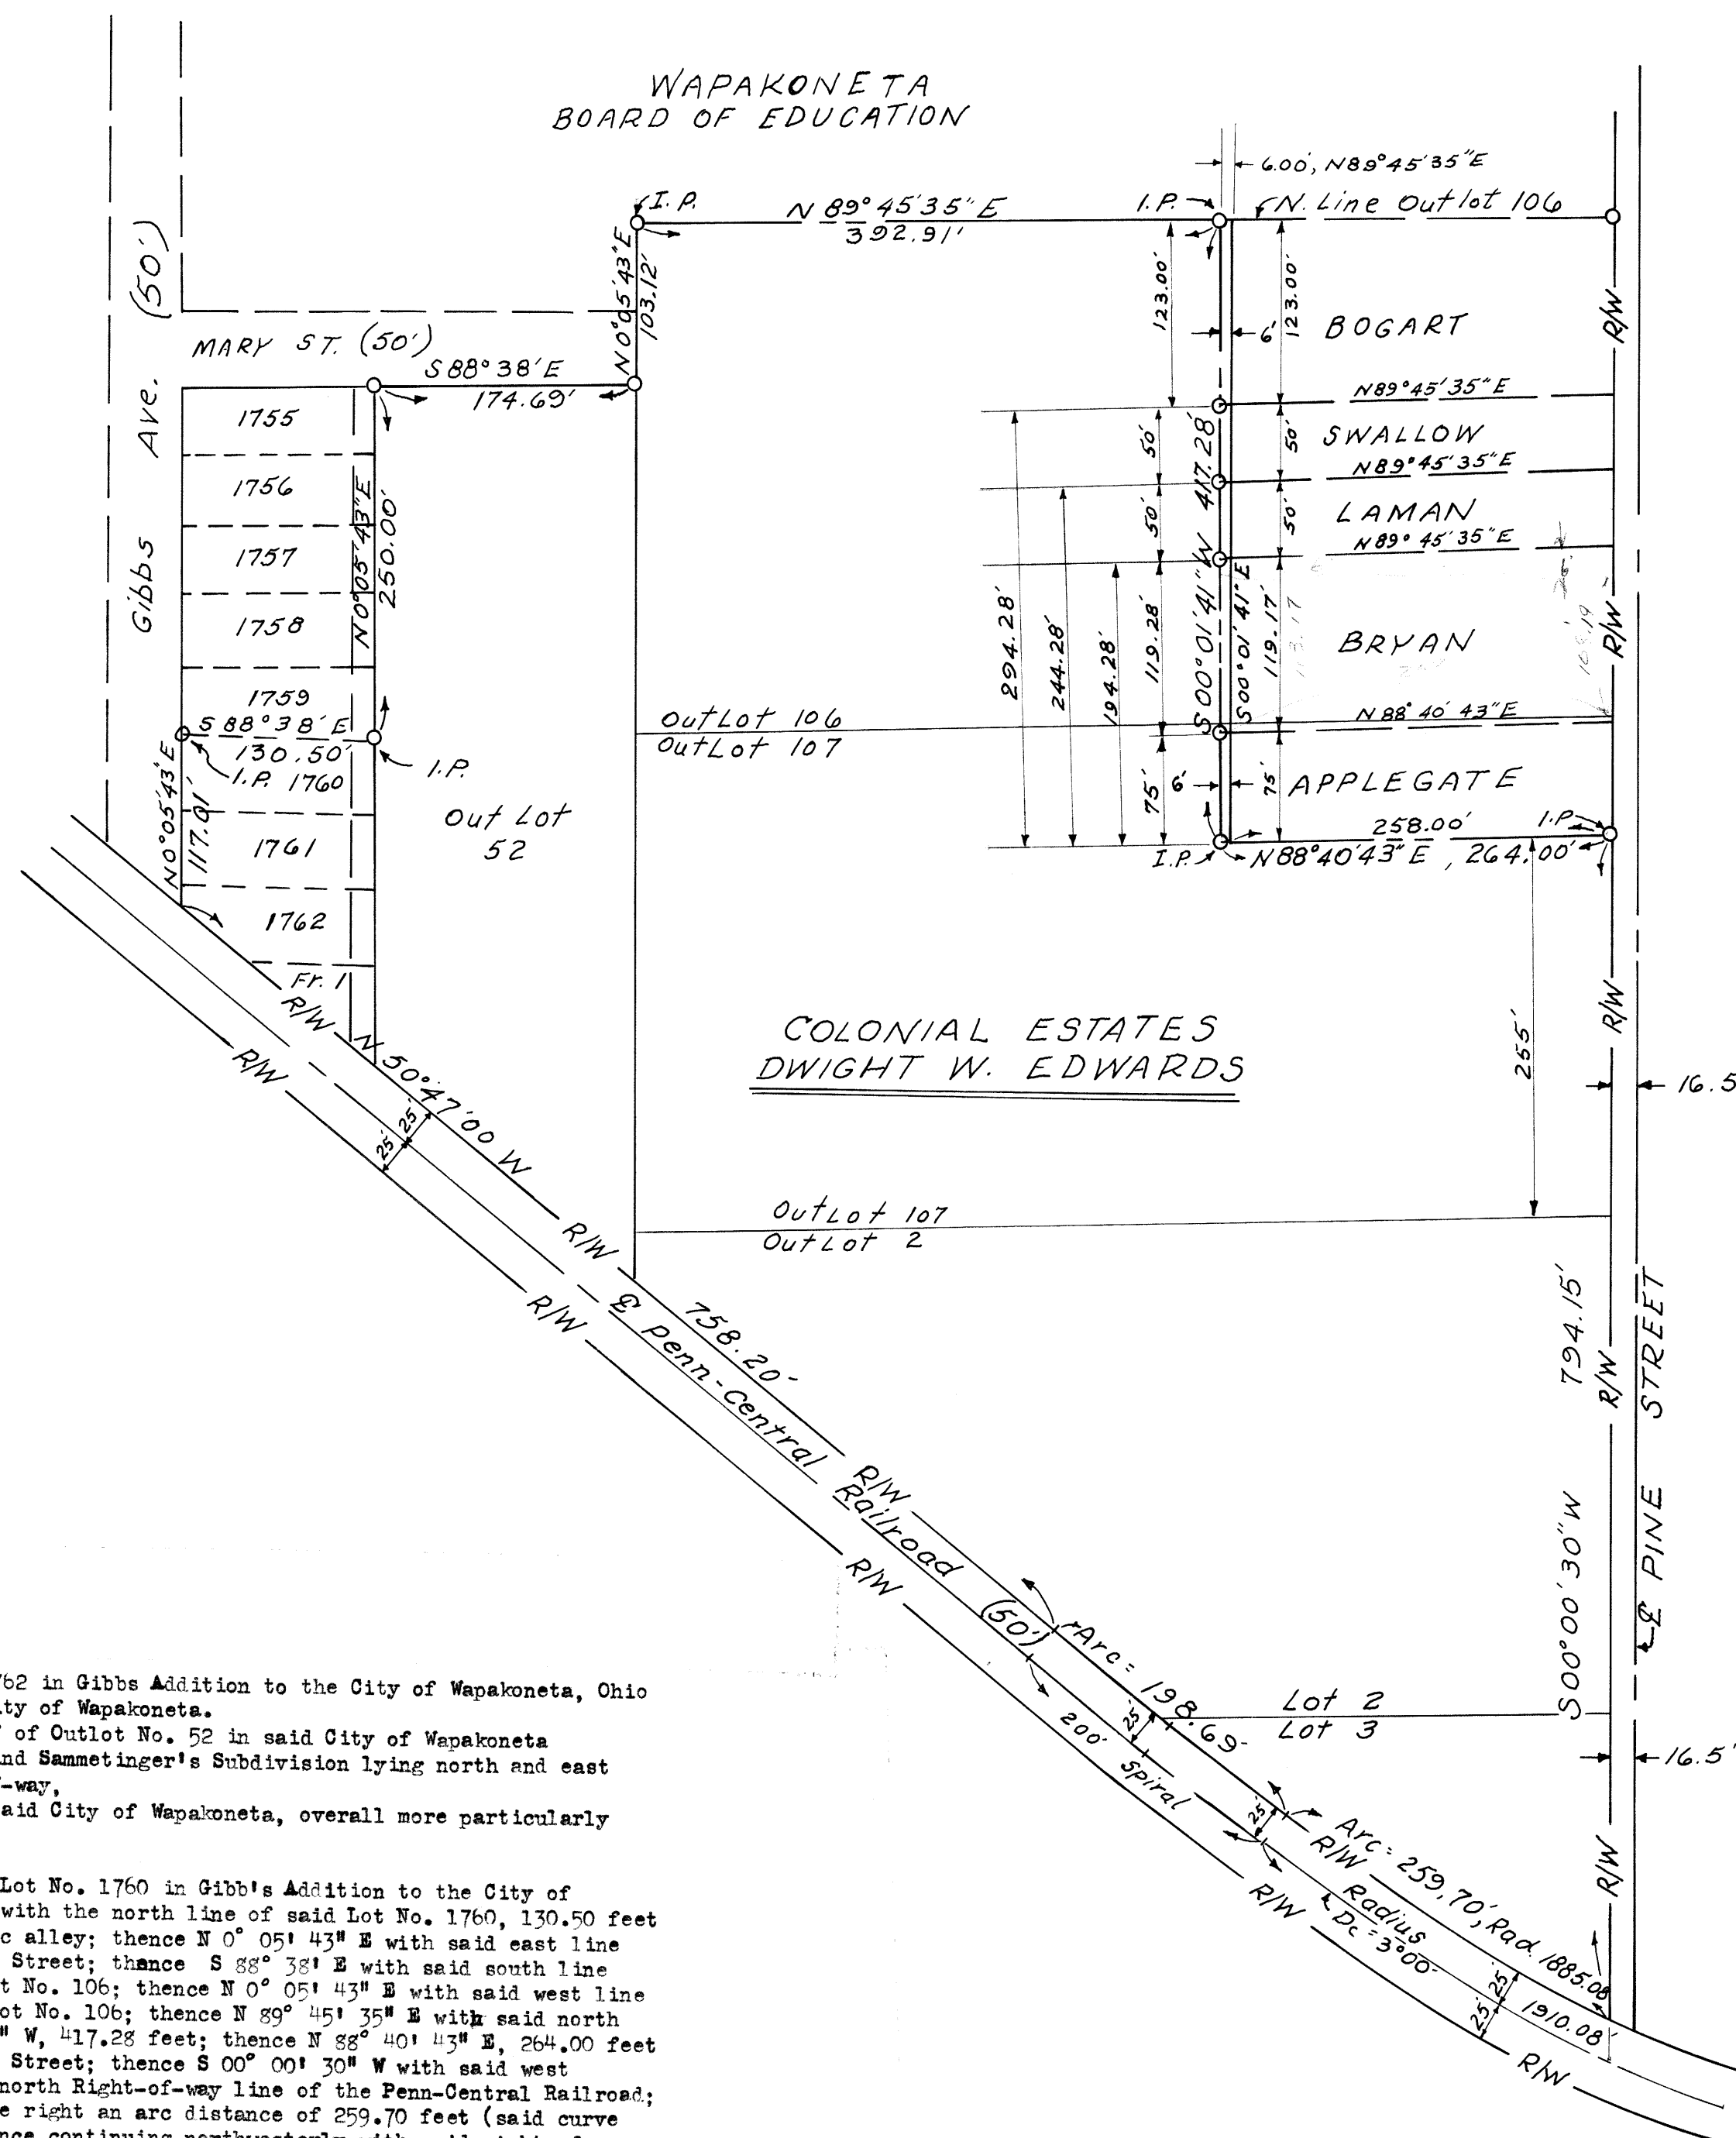 WAPAKONETA
BOARD OF EDUCATION
6.00', N89°45'35"E
I.P.
N 89°45'35"E
392.91'
I.P.
N. Line Outlot 106
Gibbs Ave. (50')
MARY ST. (50')
N0°05'43"E
103.12'
S 88°38'E
174.69'
123.00'
6'
123.00'
BOGART
R/W
N89°45'35"E
1755
1756
1757
1758
1759
N0°05'43"E
250.00'
50'
50'
SWALLOW
N89°45'35"E
50'
50'
LAMAN
N89°45'35"E
S00°01'41"W 417.28'
S00°01'41"E
294.28'
244.28'
194.28'
119.28'
119.17'
113.17
BRYAN
R/W
N88°40'43"E
S 88°38'E
130.50'
I.P. 1760
I.P.
N0°05'43"E
117.01'
1761
1762
Fr. 1
Out Lot
52
OutLot 106
OutLot 107
75'
6'
75'
APPLEGATE
258.00'
I.P.
I.P.
N88°40'43"E, 264.00'
COLONIAL ESTATES
DWIGHT W. EDWARDS
255'
R/W
16.5
R/W
R/W
N 50°47'00 W
25'
25'
OutLot 107
OutLot 2
R/W
R/W
758.20'
℄ Penn-Central Railroad (50')
R/W
R/W
794.15'
S00°00'30"W
R/W
℄ PINE STREET
Arc = 198.69'
Lot 2
Lot 3
16.5'
25'
200' Spiral
25'
Arc = 259.70', Rad. 1885.08
R/W
R/W
R/W
Radius
Dc = 3°00'
1910.08'
25'
25'
R/W
762 in Gibbs Addition to the City of Wapakoneta, Ohio
ty of Wapakoneta.
of Outlot No. 52 in said City of Wapakoneta
nd Sammetinger's Subdivision lying north and east
f-way,
aid City of Wapakoneta, overall more particularly
Lot No. 1760 in Gibb's Addition to the City of
with the north line of said Lot No. 1760, 130.50 feet
c alley; thence N 0° 05' 43" E with said east line
Street; thance S 88° 38' E with said south line
t No. 106; thence N 0° 05' 43" E with said west line
ot No. 106; thence N 89° 45' 35" E with said north
" W, 417.28 feet; thence N 88° 40' 43" E, 264.00 feet
Street; thence S 00° 00' 30" W with said west
north Right-of-way line of the Penn-Central Railroad;
e right an arc distance of 259.70 feet (said curve